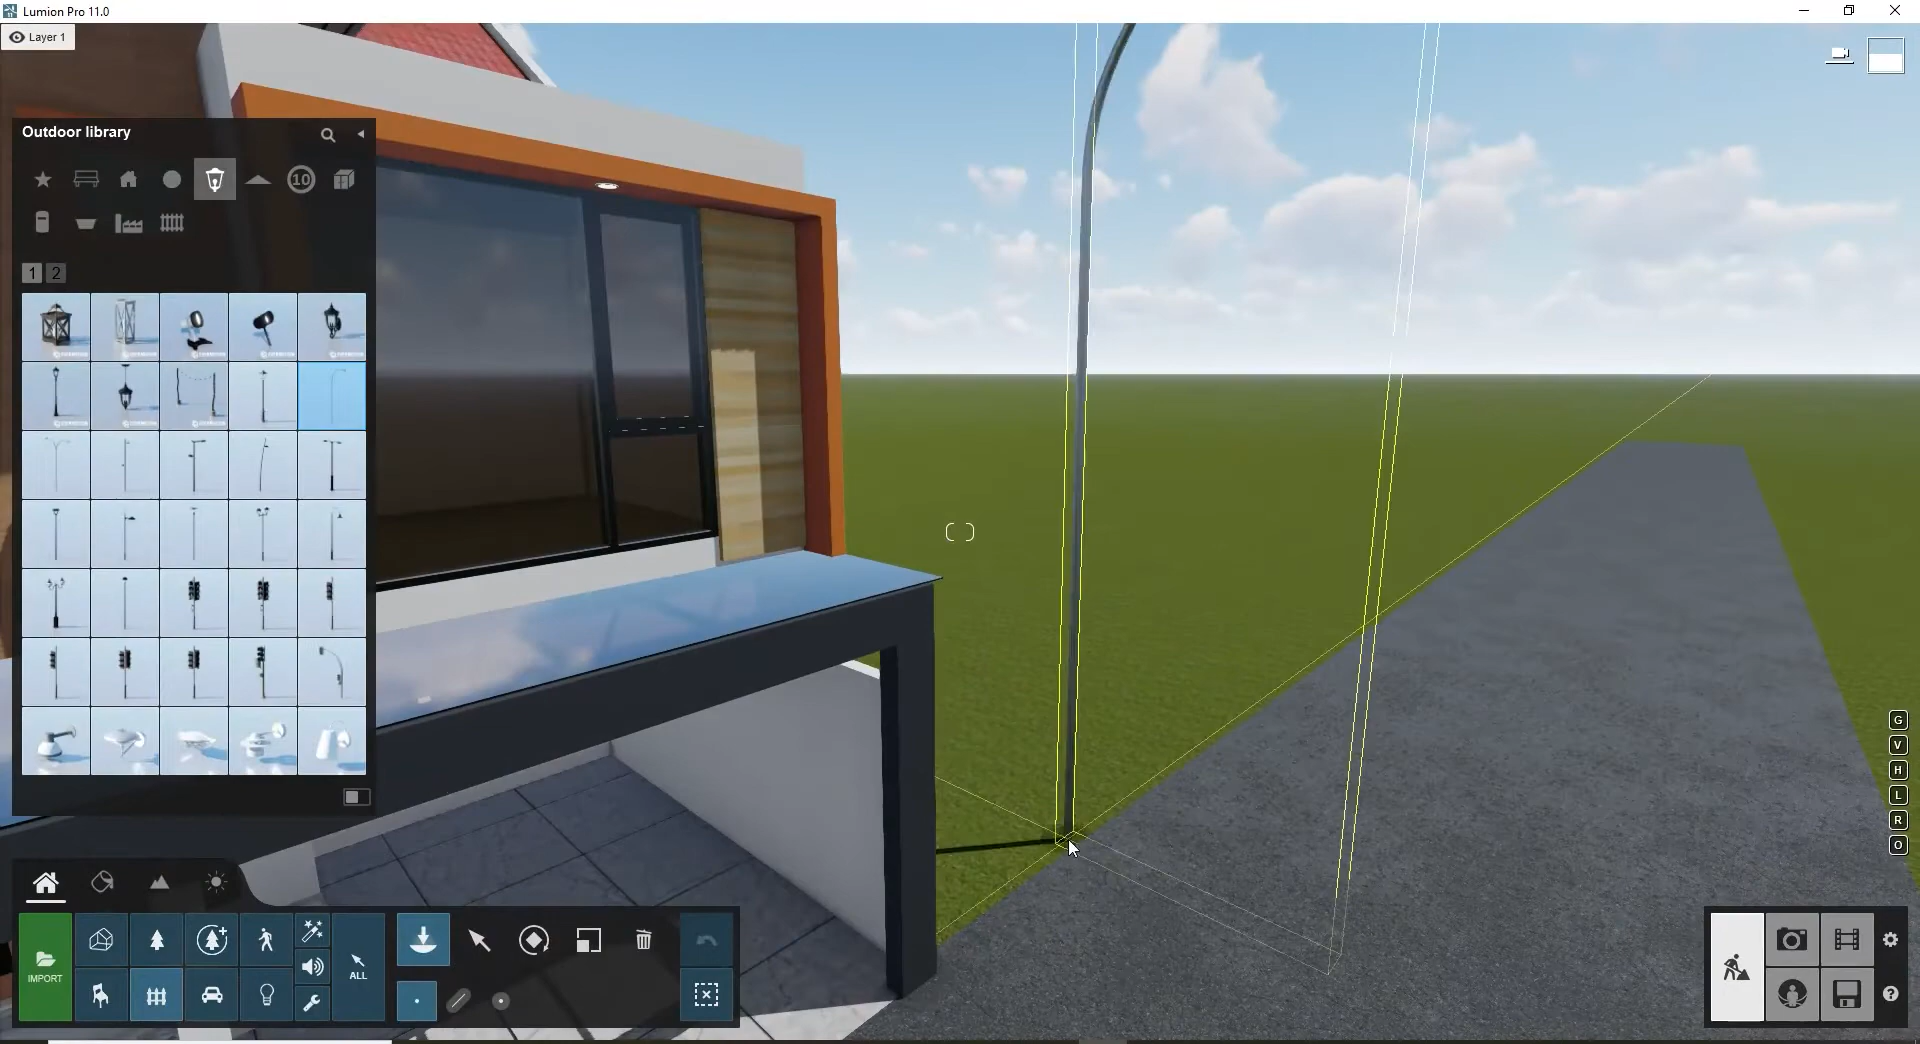 Lumion Pro 11.0
Layer 1
Outdoor library
10
1 2
G
V
H
L
R
O
IMPORT
ALL
?